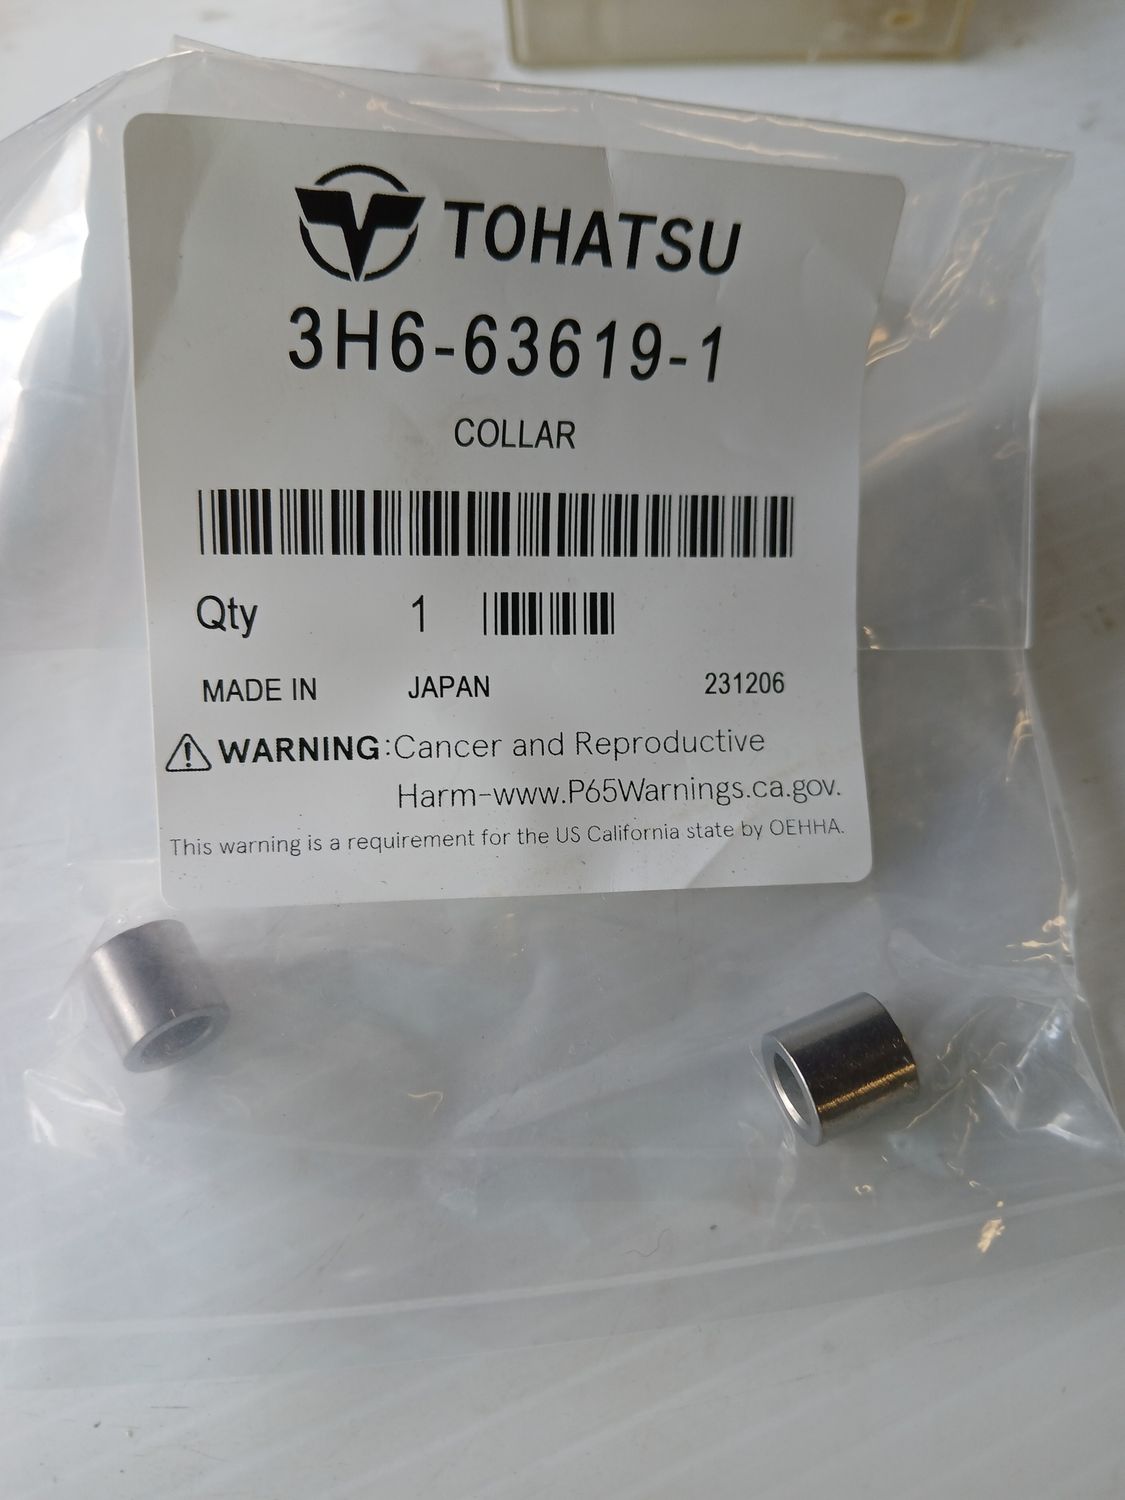 TOHATSU
3H6-63619-1
COLLAR
Qty 1
MADE IN JAPAN 231206
WARNING:Cancer and Reproductive
Harm-www.P65Warnings.ca.gov.
This warning is a requirement for the US California state by OEHHA.